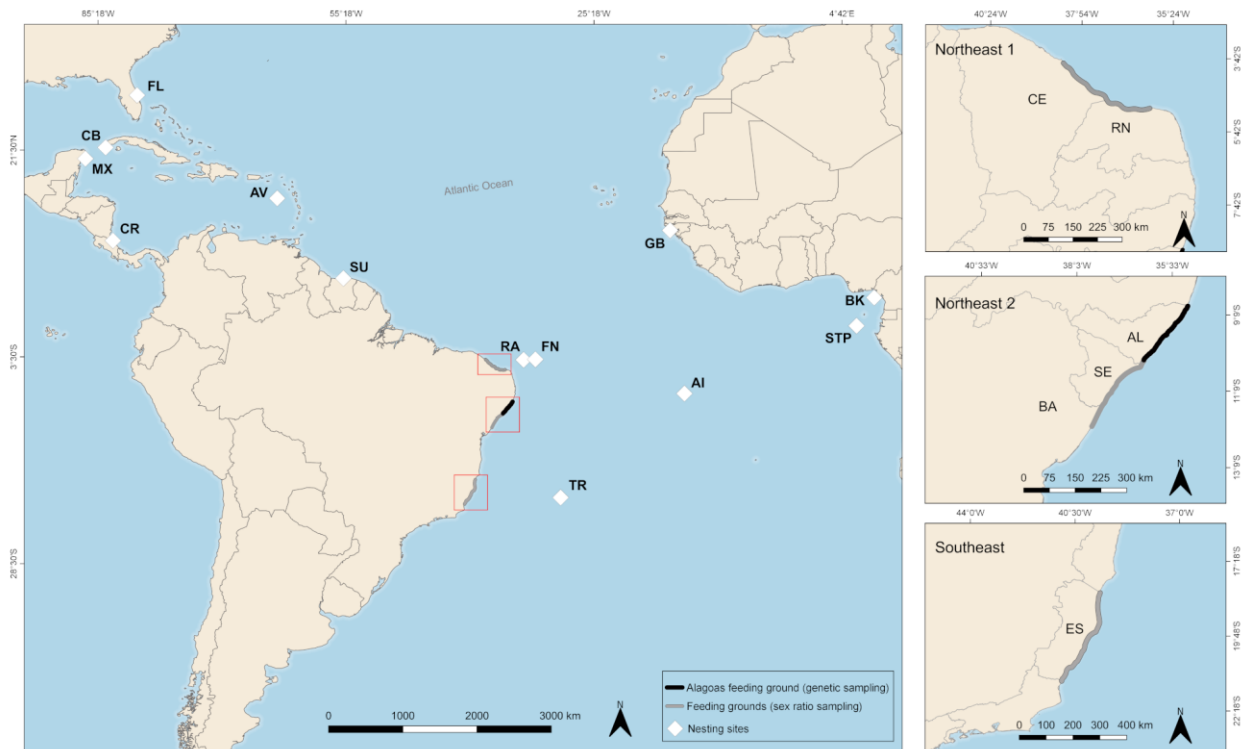 85°18'W 55°18'W 25°18'W 4°42'E
FL
CB
21°30'N
MX
AV
Atlantic Ocean
CR
GB
SU
BK
STP
RA FN
3°30'S
AI
TR
28°30'S
Alagoas feeding ground (genetic sampling)
Feeding grounds (sex ratio sampling)
Nesting sites
0 1000 2000 3000 km
N
40°24'W 37°54'W 35°24'W
Northeast 1
3°42'S
CE
5°42'S
RN
7°42'S
0 75 150 225 300 km
N
40°33'W 38°3'W 35°33'W
Northeast 2
9°9'S
AL
SE
11°9'S
BA
13°9'S
0 75 150 225 300 km
N
44°0'W 40°30'W 37°0'W
Southeast
17°18'S
ES
19°48'S
22°18'S
0 100 200 300 400 km
N